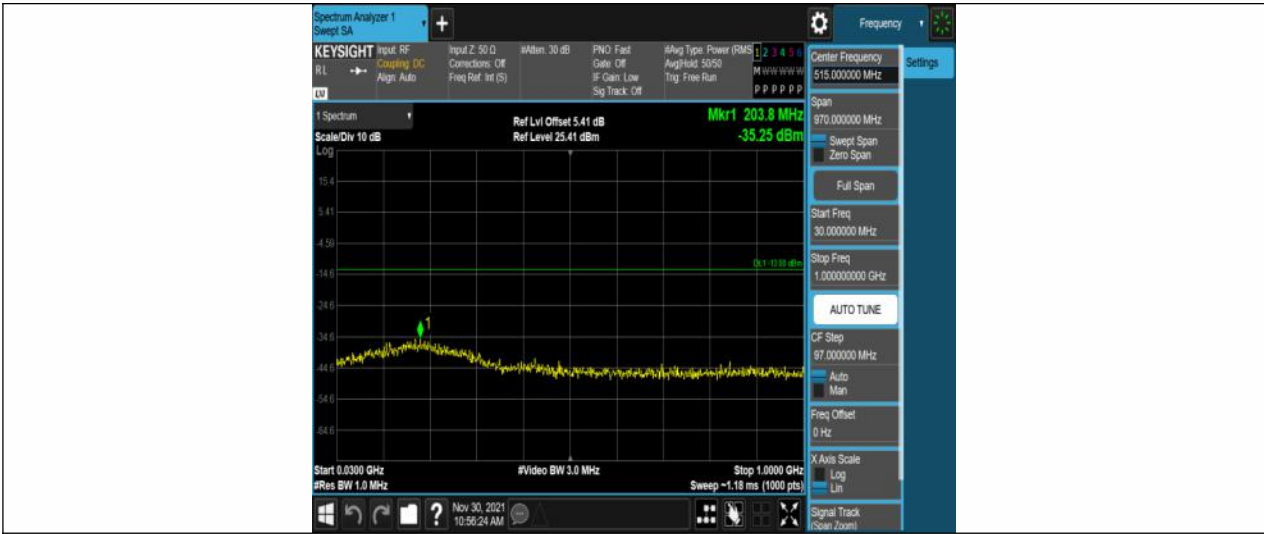 Spectrum Analyzer 1
Swept SA
+
Frequency
KEYSIGHT
Input: RF
Coupling: DC
Align: Auto
RL
LV
Input Z: 50 Ω
Corrections: Off
Freq Ref: Int (S)
#Atten: 30 dB
PNO: Fast
Gate: Off
IF Gain: Low
Sig Track: Off
#Avg Type: Power (RMS
Avg|Hold: 50/50
Trig: Free Run
1 2 3 4 5 6
M W W W W W
P P P P P P
Center Frequency
515.000000 MHz
Settings
Span
970.000000 MHz
Swept Span
Zero Span
Full Span
Start Freq
30.000000 MHz
Stop Freq
1.000000000 GHz
AUTO TUNE
CF Step
97.000000 MHz
Auto
Man
Freq Offset
0 Hz
X Axis Scale
Log
Lin
Signal Track
(Span Zoom)
1 Spectrum
Scale/Div 10 dB
Log
Ref Lvl Offset 5.41 dB
Ref Level 25.41 dBm
Mkr1 203.8 MHz
-35.25 dBm
15.4
5.41
-4.59
DL1 -13.00 dBm
-14.6
-24.6
1
-34.6
-44.6
-54.6
-64.6
Start 0.0300 GHz
#Res BW 1.0 MHz
#Video BW 3.0 MHz
Stop 1.0000 GHz
Sweep ~1.18 ms (1000 pts)
?
Nov 30, 2021
10:56:24 AM